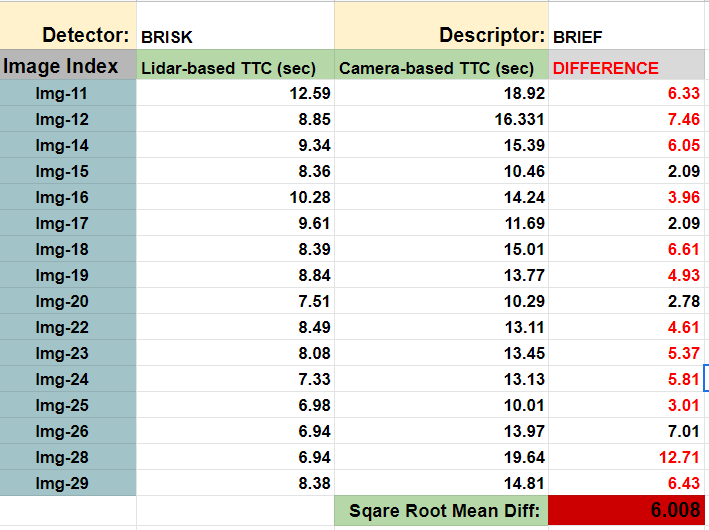 Detector: BRISK Descriptor: BRIEF
Image Index Lidar-based TTC (sec) Camera-based TTC (sec) DIFFERENCE
Img-11 12.59 18.92 6.33
Img-12 8.85 16.331 7.46
Img-14 9.34 15.39 6.05
Img-15 8.36 10.46 2.09
Img-16 10.28 14.24 3.96
Img-17 9.61 11.69 2.09
Img-18 8.39 15.01 6.61
Img-19 8.84 13.77 4.93
Img-20 7.51 10.29 2.78
Img-22 8.49 13.11 4.61
Img-23 8.08 13.45 5.37
Img-24 7.33 13.13 5.81
Img-25 6.98 10.01 3.01
Img-26 6.94 13.97 7.01
Img-28 6.94 19.64 12.71
Img-29 8.38 14.81 6.43
Sqare Root Mean Diff: 6.008